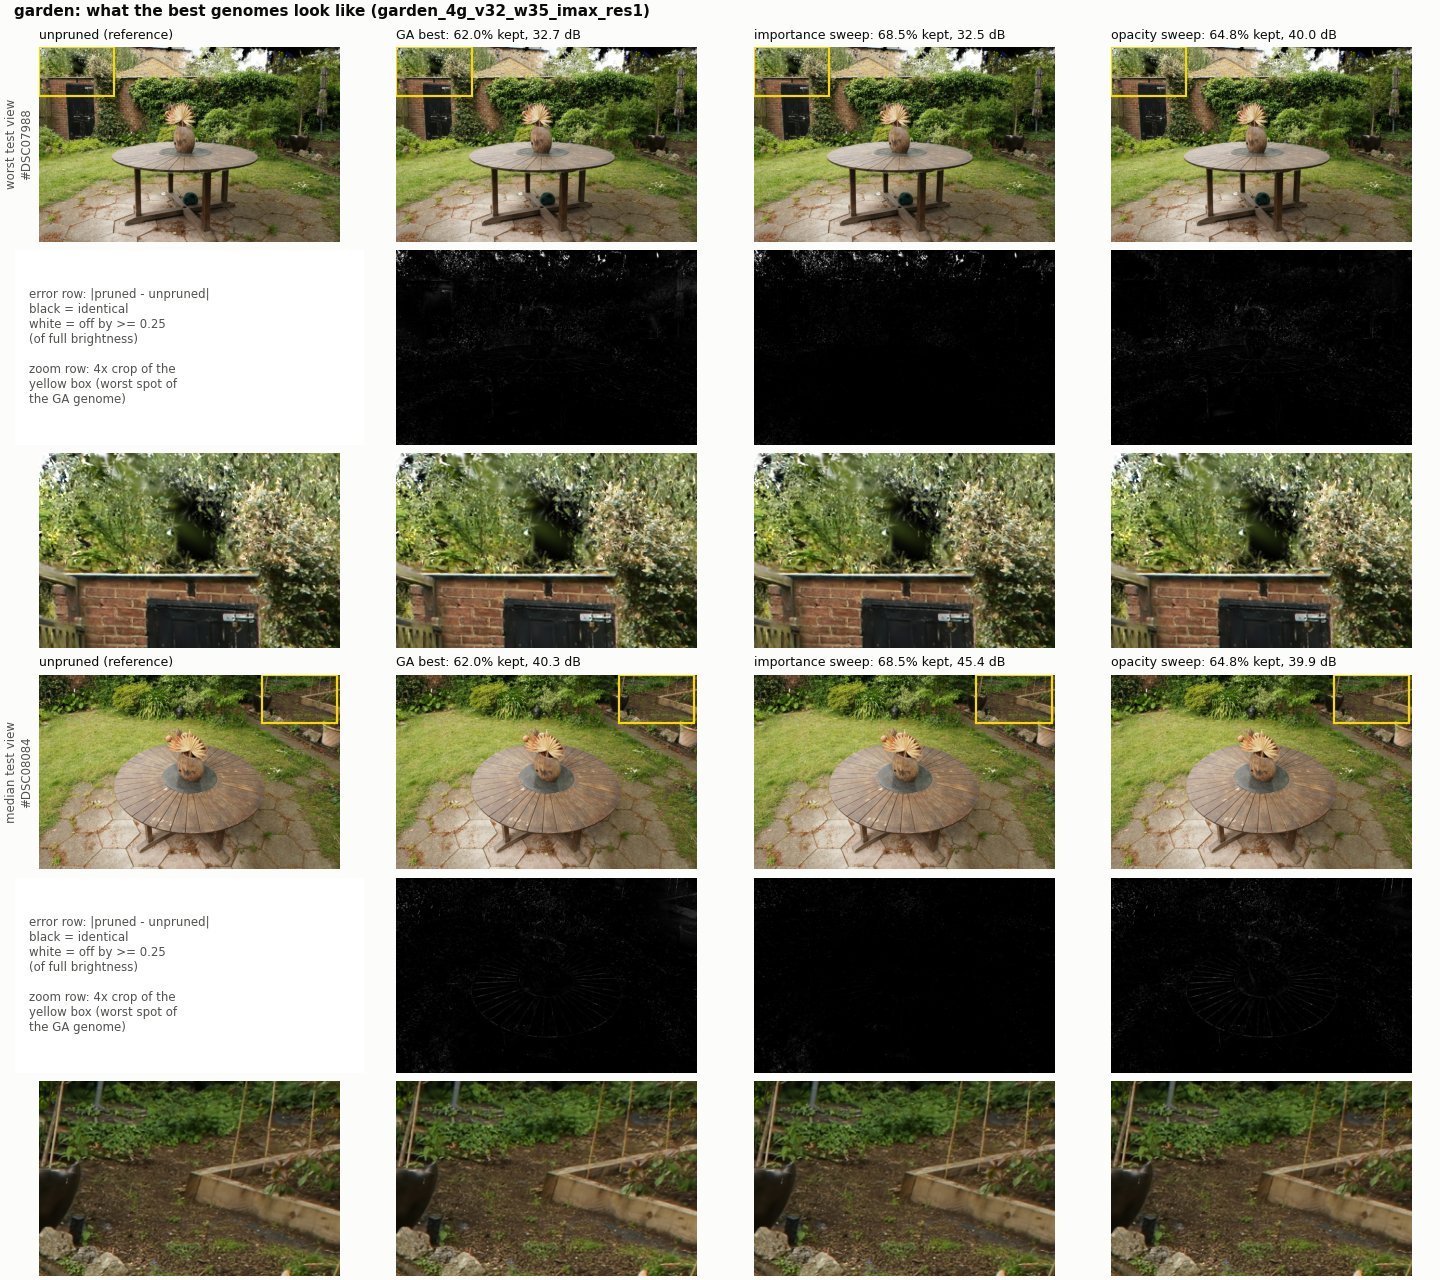 garden: what the best genomes look like (garden_4g_v32_w35_imax_res1)
unpruned (reference)
GA best: 62.0% kept, 32.7 dB
importance sweep: 68.5% kept, 32.5 dB
opacity sweep: 64.8% kept, 40.0 dB
worst test view
#DSC07988
error row: |pruned - unpruned|
black = identical
white = off by >= 0.25
(of full brightness)
zoom row: 4x crop of the
yellow box (worst spot of
the GA genome)
unpruned (reference)
GA best: 62.0% kept, 40.3 dB
importance sweep: 68.5% kept, 45.4 dB
opacity sweep: 64.8% kept, 39.9 dB
median test view
#DSC08084
error row: |pruned - unpruned|
black = identical
white = off by >= 0.25
(of full brightness)
zoom row: 4x crop of the
yellow box (worst spot of
the GA genome)